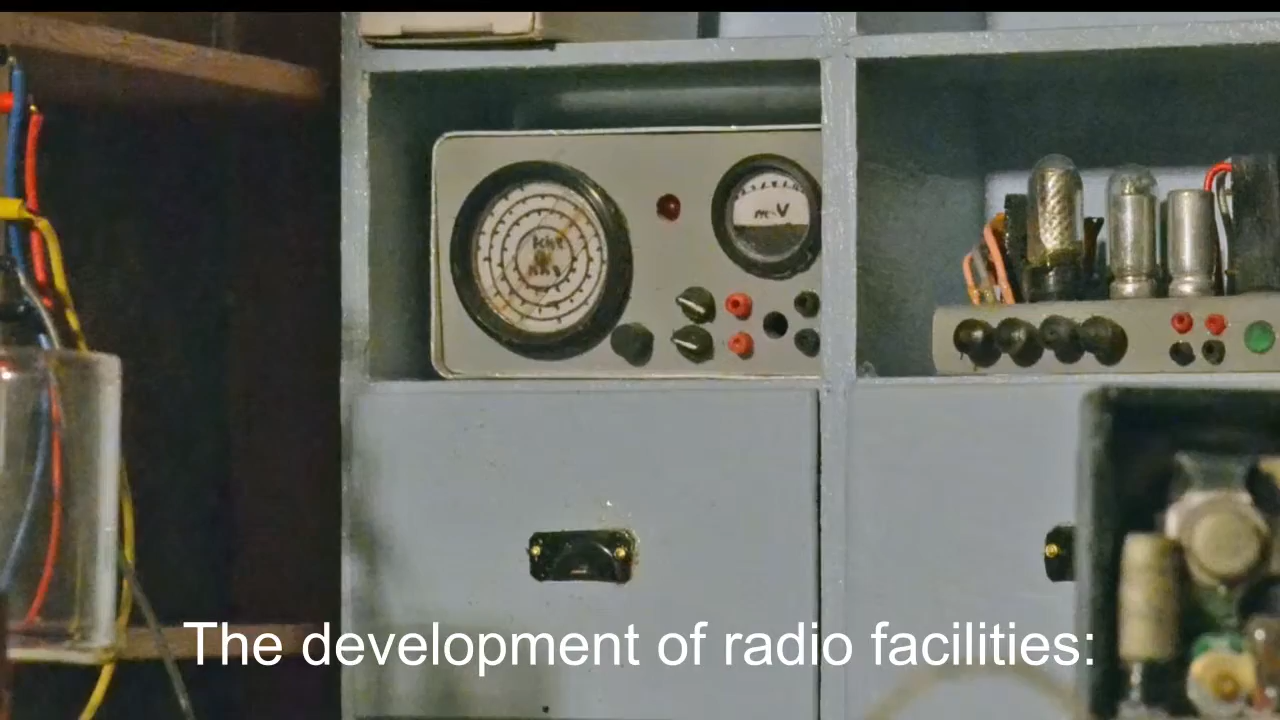 m-V
The development of radio facilities: